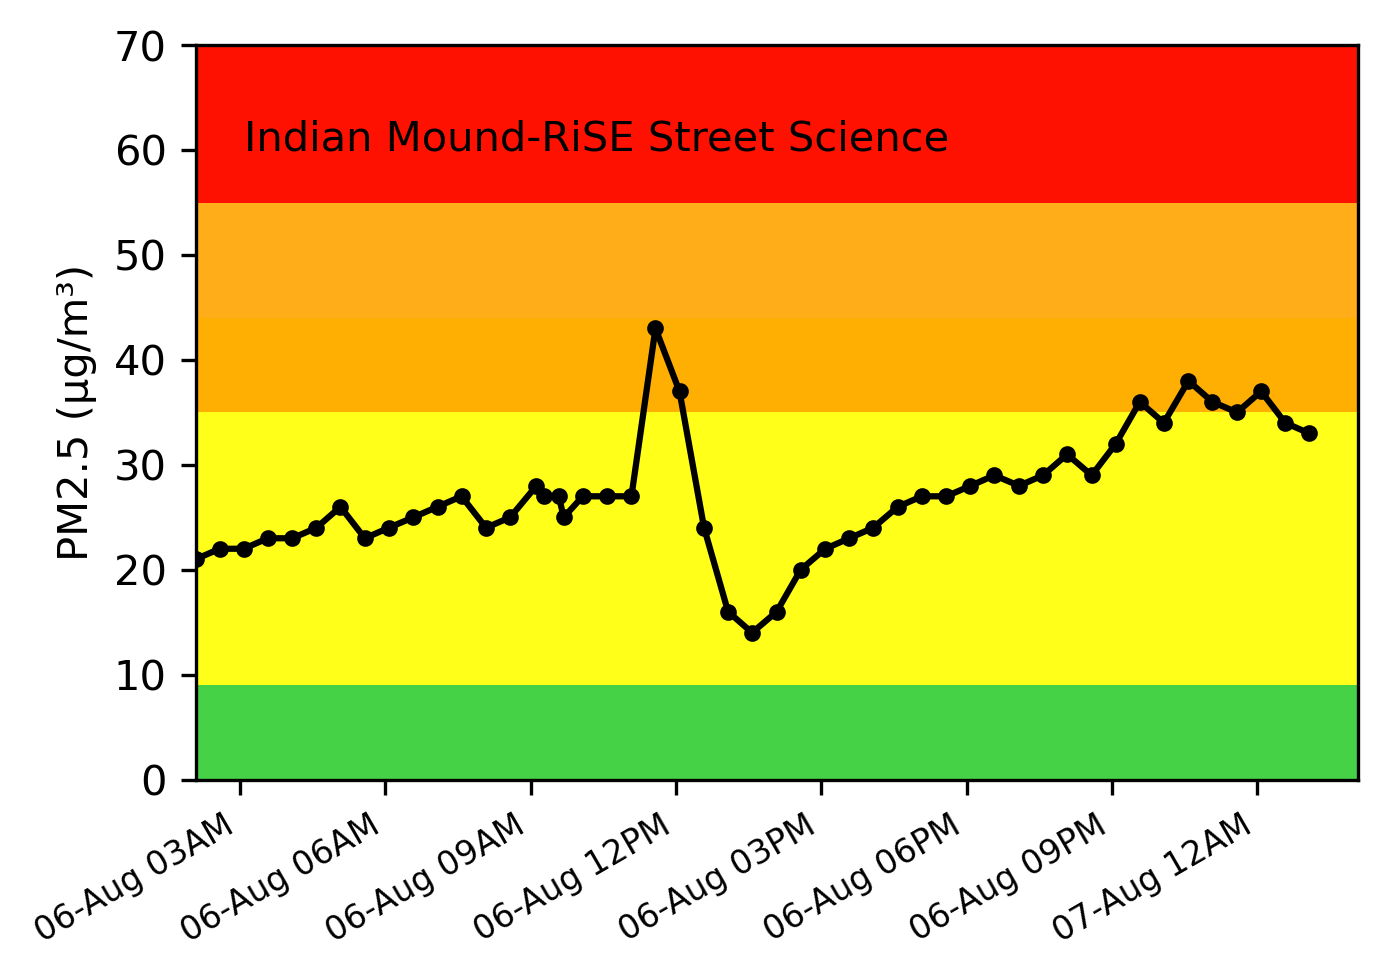 70
Indian Mound-RiSE Street Science
60
50
40
30
20
10
0
PM2.5 (µg/m³)
06-Aug 03AM
06-Aug 06AM
06-Aug 09AM
06-Aug 12PM
06-Aug 03PM
06-Aug 06PM
06-Aug 09PM
07-Aug 12AM